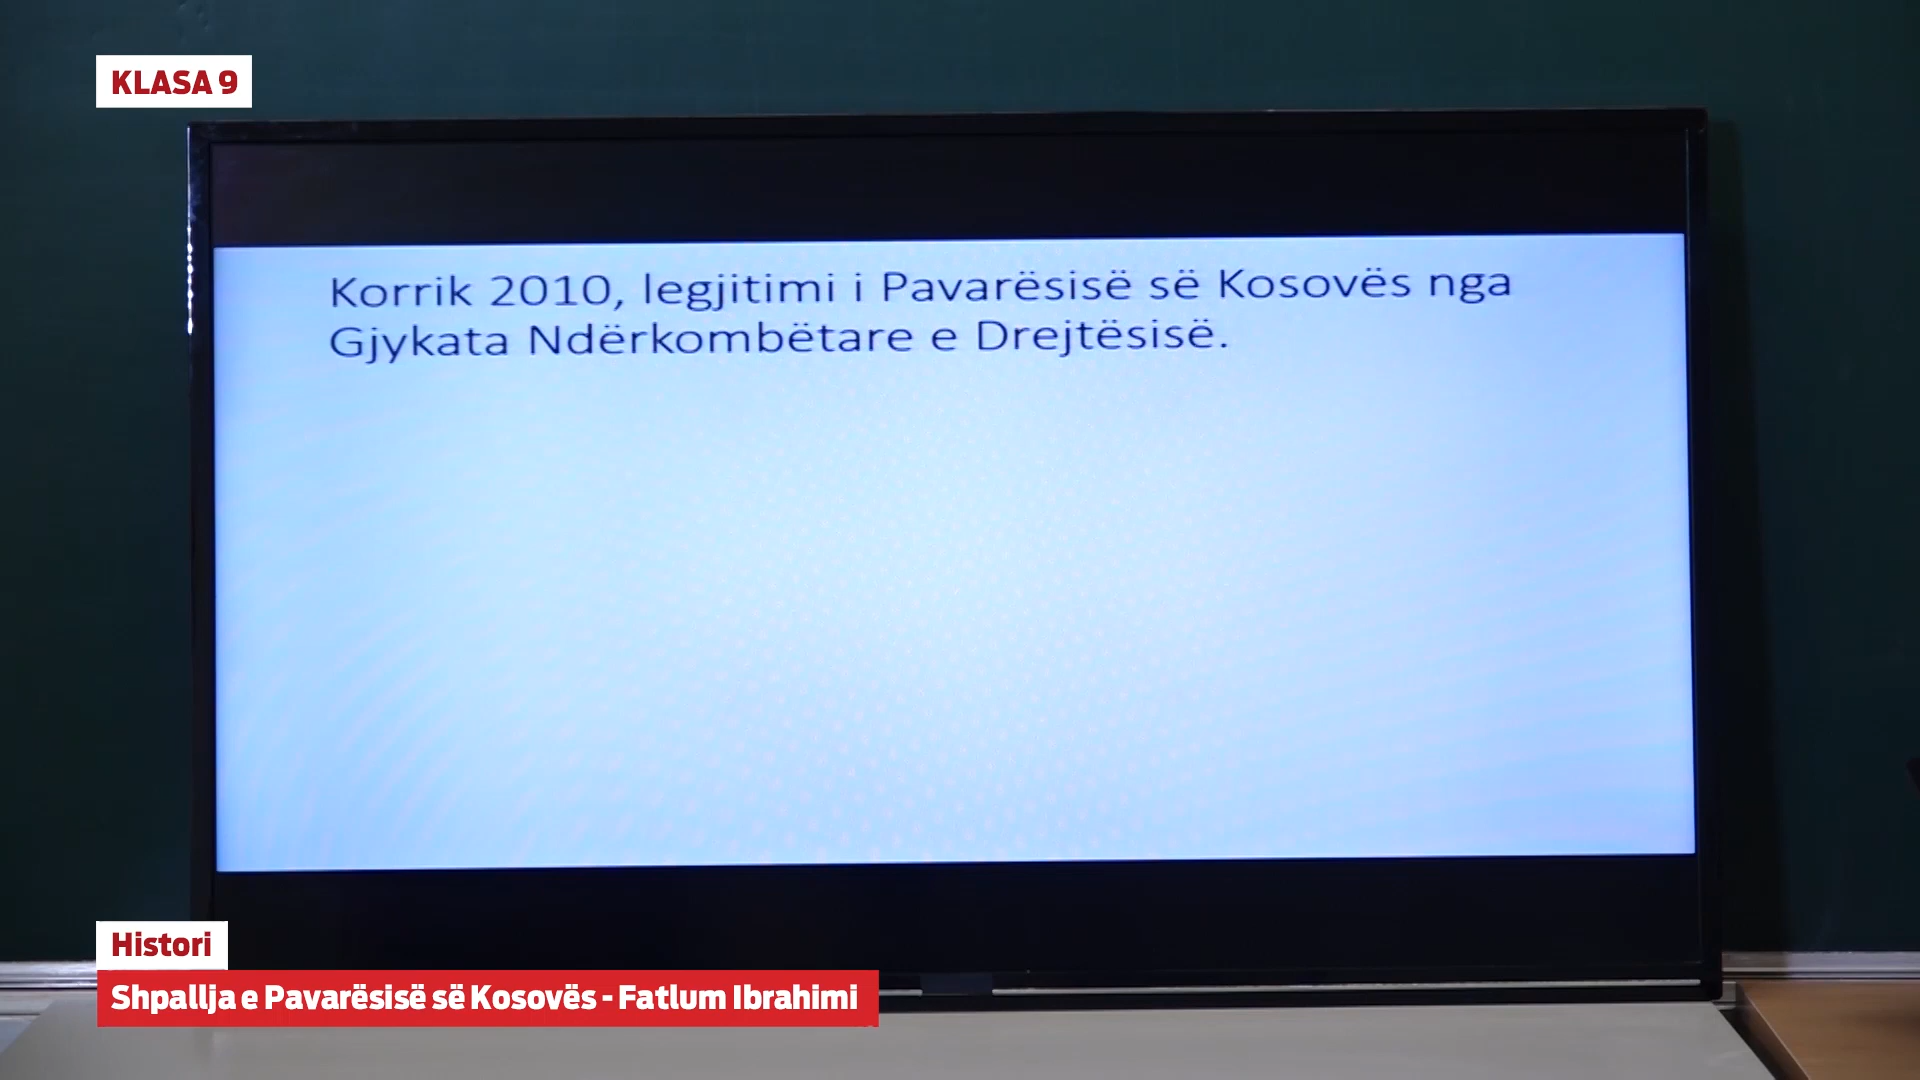 KLASA 9
Korrik 2010, legjitimi i Pavarësisë së Kosovës nga
Gjykata Ndërkombëtare e Drejtësisë.
Histori
Shpallja e Pavarësisë së Kosovës - Fatlum Ibrahimi